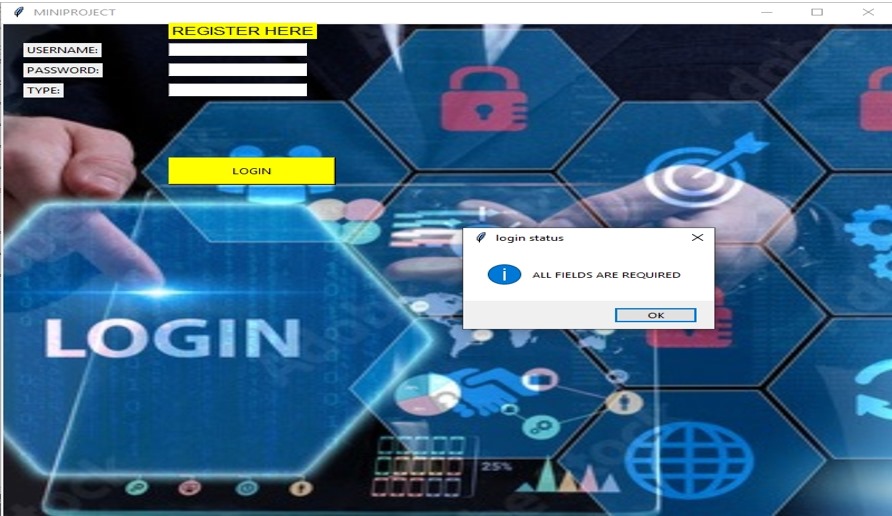 MINIPROJECT
REGISTER HERE
USERNAME:
PASSWORD:
TYPE:
LOGIN
login status
ALL FIELDS ARE REQUIRED
OK
LOGIN
25%